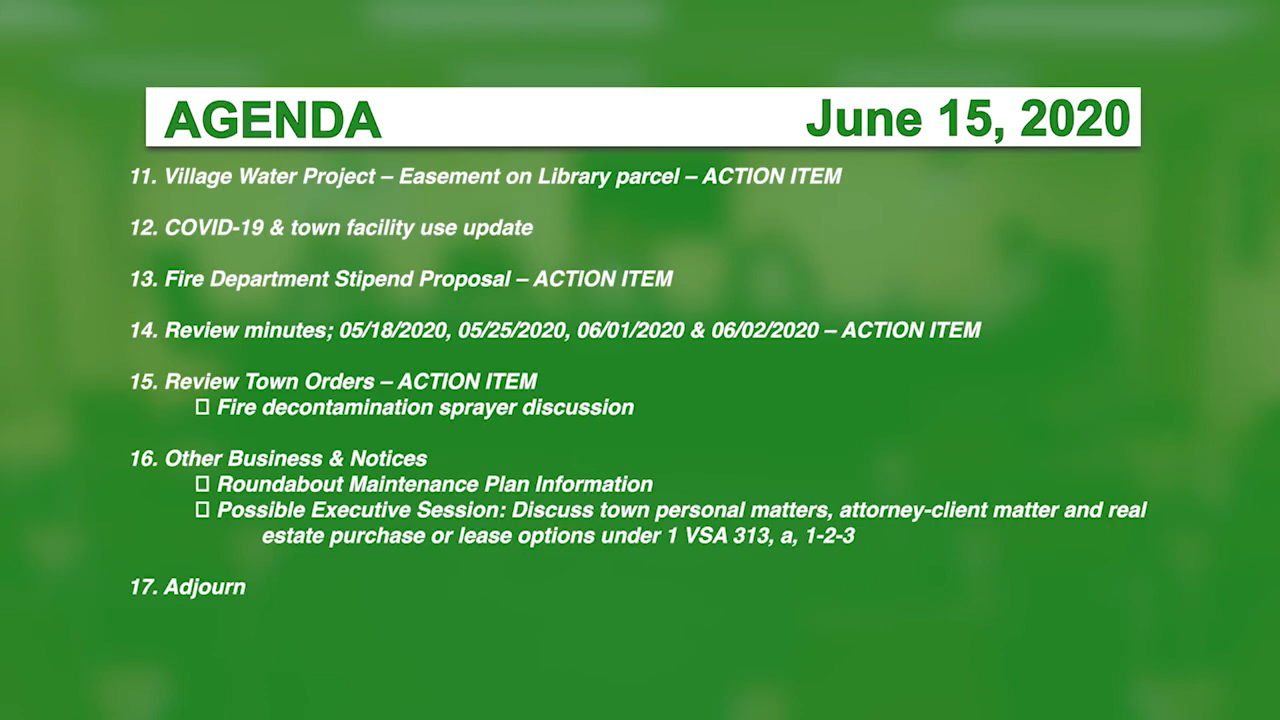 AGENDA June 15, 2020
11. Village Water Project – Easement on Library parcel – ACTION ITEM
12. COVID-19 & town facility use update
13. Fire Department Stipend Proposal – ACTION ITEM
14. Review minutes; 05/18/2020, 05/25/2020, 06/01/2020 & 06/02/2020 – ACTION ITEM
15. Review Town Orders – ACTION ITEM
▯ Fire decontamination sprayer discussion
16. Other Business & Notices
▯ Roundabout Maintenance Plan Information
▯ Possible Executive Session: Discuss town personal matters, attorney-client matter and real
estate purchase or lease options under 1 VSA 313, a, 1-2-3
17. Adjourn